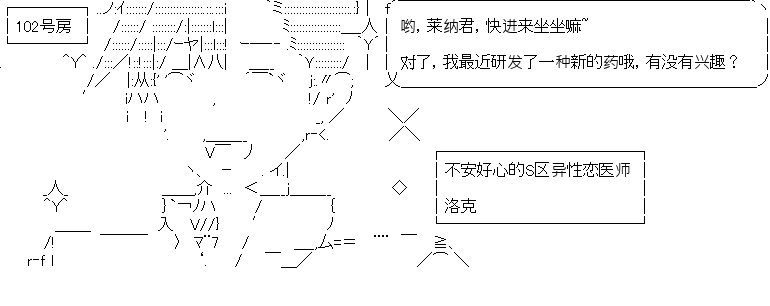 102号房
哟，莱纳君，快进来坐坐嘛~
对了，我最近研发了一种新的药哦，有没有兴趣？
不安好心的S区异性恋医师
洛克